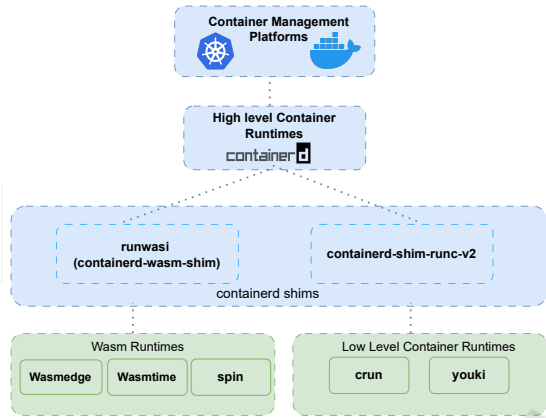 Container Management
Platforms
High level Container
Runtimes
containerd
runwasi
(containerd-wasm-shim)
containerd-shim-runc-v2
containerd shims
Wasm Runtimes
Wasmedge
Wasmtime
spin
Low Level Container Runtimes
crun
youki